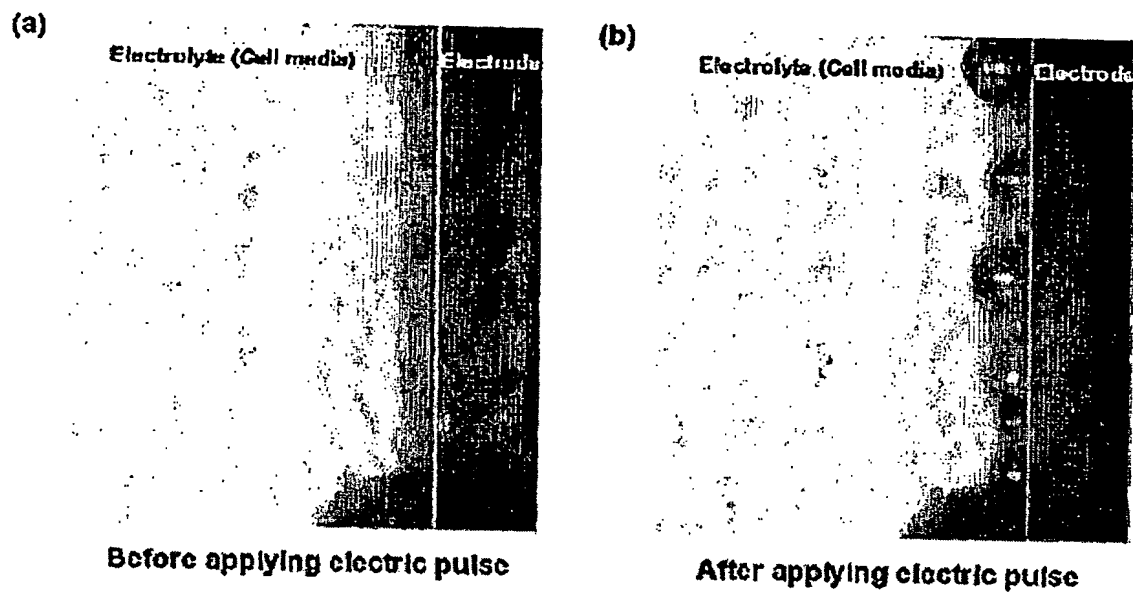 (a)
Electrolyte (Cell media)
Electrode
Before applying electric pulse
(b)
Electrolyte (Cell media)
Electrode
After applying electric pulse